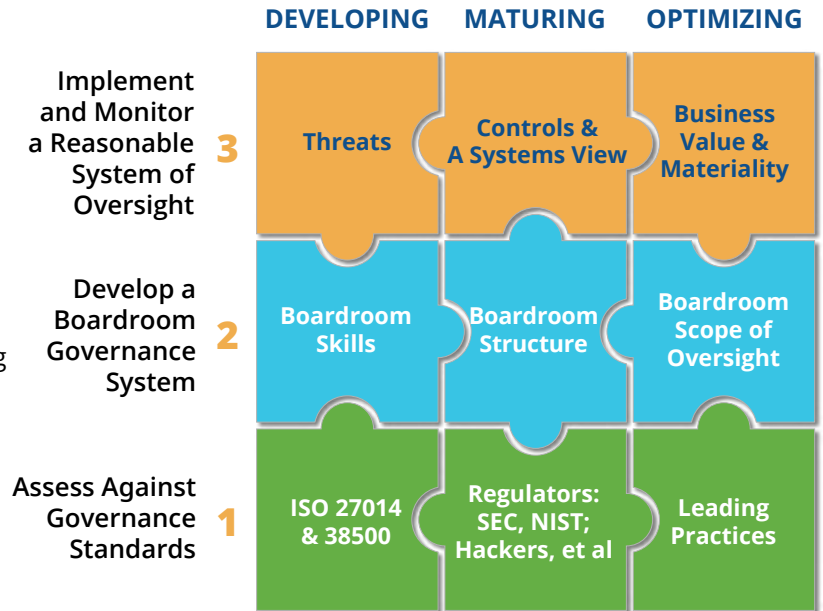 DEVELOPING MATURING OPTIMIZING
Implement
and Monitor
a Reasonable
System of
Oversight
3
Threats
Controls &
A Systems View
Business
Value &
Materiality
Develop a
Boardroom
Governance
System
2
Boardroom
Skills
Boardroom
Structure
Boardroom
Scope of
Oversight
g
Assess Against
Governance
Standards
1
ISO 27014
& 38500
Regulators:
SEC, NIST;
Hackers, et al
Leading
Practices